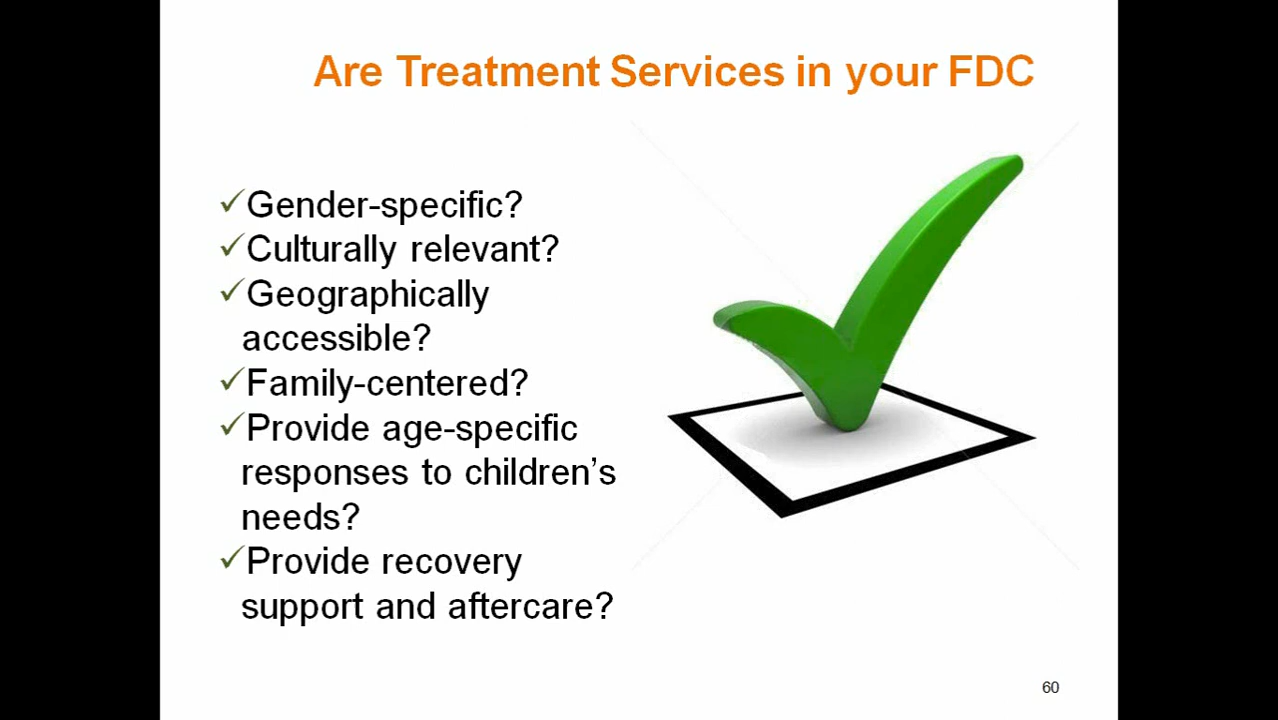 Are Treatment Services in your FDC
✓Gender-specific?
✓Culturally relevant?
✓Geographically
accessible?
✓Family-centered?
✓Provide age-specific
responses to children’s
needs?
✓Provide recovery
support and aftercare?
60